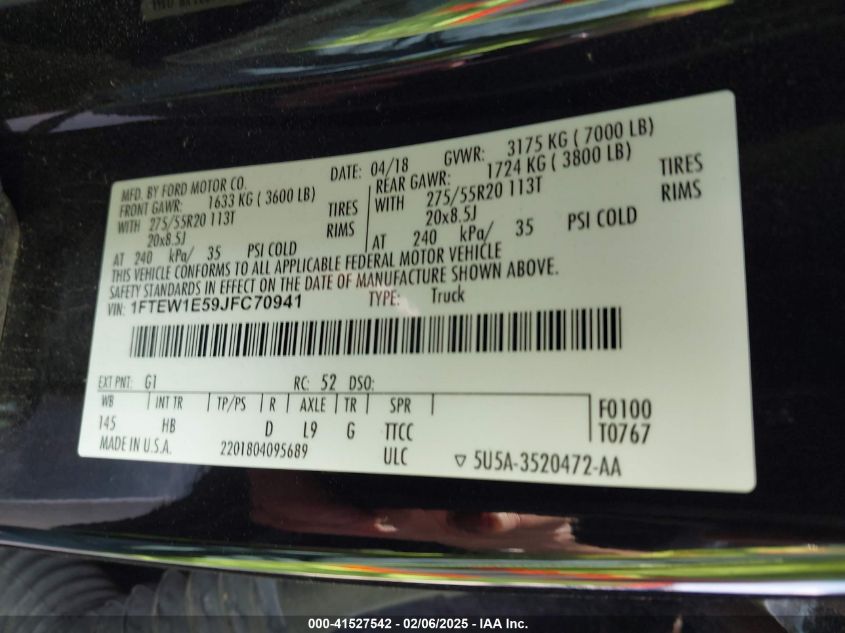 MFD. BY FORD MOTOR CO.
DATE: 04/18
GVWR: 3175 KG ( 7000 LB)
FRONT GAWR: 1633 KG ( 3600 LB)
REAR GAWR: 1724 KG ( 3800 LB)
WITH 275/55R20 113T TIRES
WITH 275/55R20 113T TIRES
20x8.5J RIMS
20x8.5J RIMS
AT 240 kPa/ 35 PSI COLD
AT 240 kPa/ 35 PSI COLD
THIS VEHICLE CONFORMS TO ALL APPLICABLE FEDERAL MOTOR VEHICLE
SAFETY STANDARDS IN EFFECT ON THE DATE OF MANUFACTURE SHOWN ABOVE.
VIN: 1FTEW1E59JFC70941
TYPE: Truck
EXT PNT: G1 RC: 52 DSO:
WB INT TR TP/PS R AXLE TR SPR
F0100
145 HB D L9 G TTCC
T0767
MADE IN U.S.A. 2201804095689 ULC
5U5A-3520472-AA
000-41527542 — 02/06/2025 — IAA Inc.